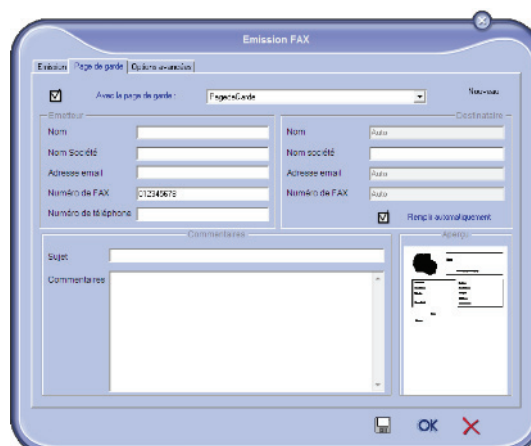 Emission FAX
Emission Page de garde Options avancées
Avec la page de garde : PagedeGarde Nouveau
Emetteur Destinataire
Nom Nom Auto
Nom Société Nom société
Adresse email Adresse email Auto
Numéro de FAX 012345678 Numéro de FAX Auto
Numéro de téléphone Remplir automatiquement
Commentaires Aperçu
Sujet
Commentaires
OK